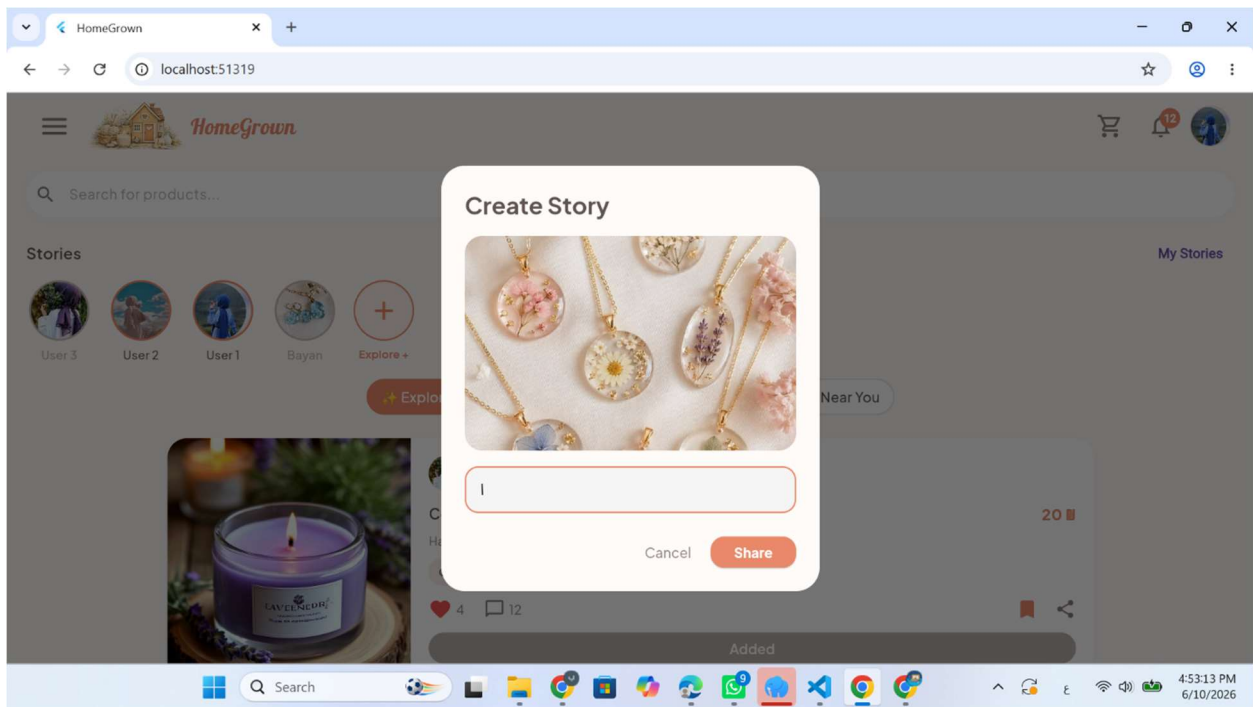 HomeGrown
localhost:51319
HomeGrown
12
Search for products...
Stories
My Stories
User 3
User 2
User 1
Bayan
Explore +
Near You
Create Story
ا
Cancel
Share
20
4
12
Added
Search
9
ع
4:53:13 PM
6/10/2026